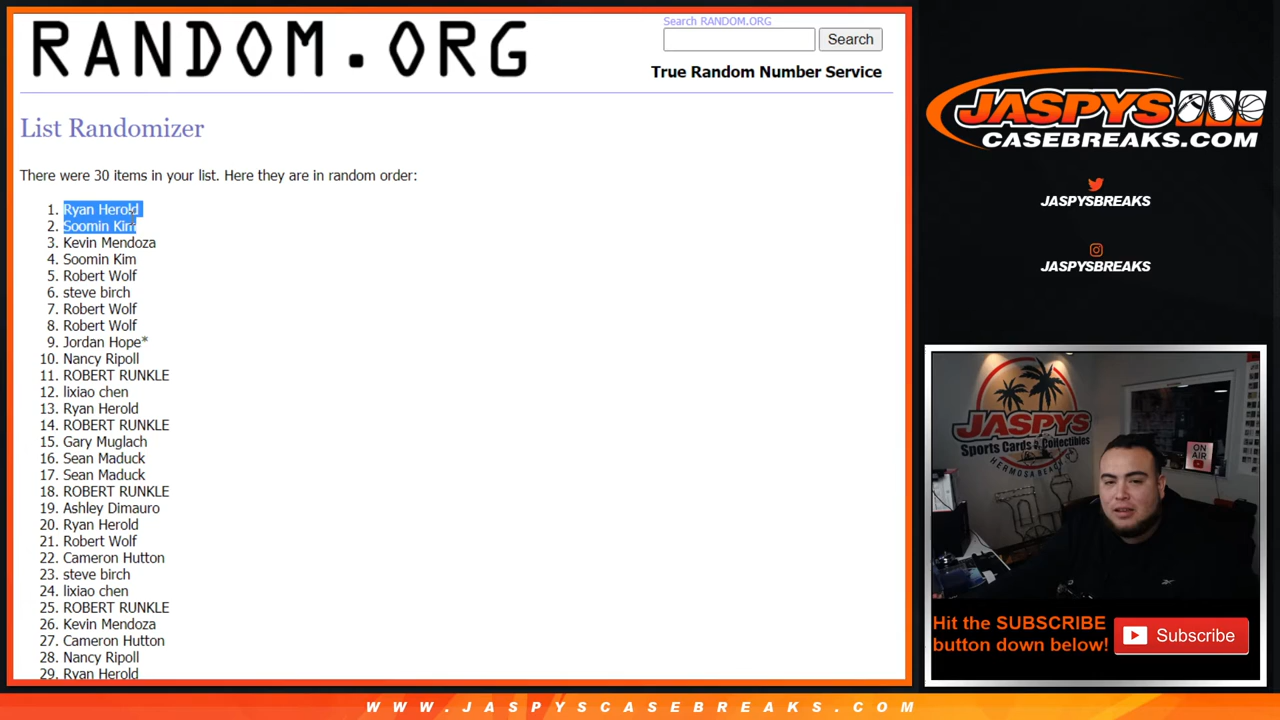 RANDOM.ORG
Search RANDOM.ORG
Search
True Random Number Service
List Randomizer
There were 30 items in your list. Here they are in random order:
1. Ryan Herold
2. Soomin Kim
3. Kevin Mendoza
4. Soomin Kim
5. Robert Wolf
6. steve birch
7. Robert Wolf
8. Robert Wolf
9. Jordan Hope*
10. Nancy Ripoll
11. ROBERT RUNKLE
12. lixiao chen
13. Ryan Herold
14. ROBERT RUNKLE
15. Gary Muglach
16. Sean Maduck
17. Sean Maduck
18. ROBERT RUNKLE
19. Ashley Dimauro
20. Ryan Herold
21. Robert Wolf
22. Cameron Hutton
23. steve birch
24. lixiao chen
25. ROBERT RUNKLE
26. Kevin Mendoza
27. Cameron Hutton
28. Nancy Ripoll
29. Ryan Herold
JASPYS
CASEBREAKS.COM
JASPYSBREAKS
JASPYSBREAKS
JASPYS
Sports Cards & Collectibles
HERMOSA BEACH
ON
AIR
Hit the SUBSCRIBE
button down below!
Subscribe
WWW.JASPYSCASEBREAKS.COM